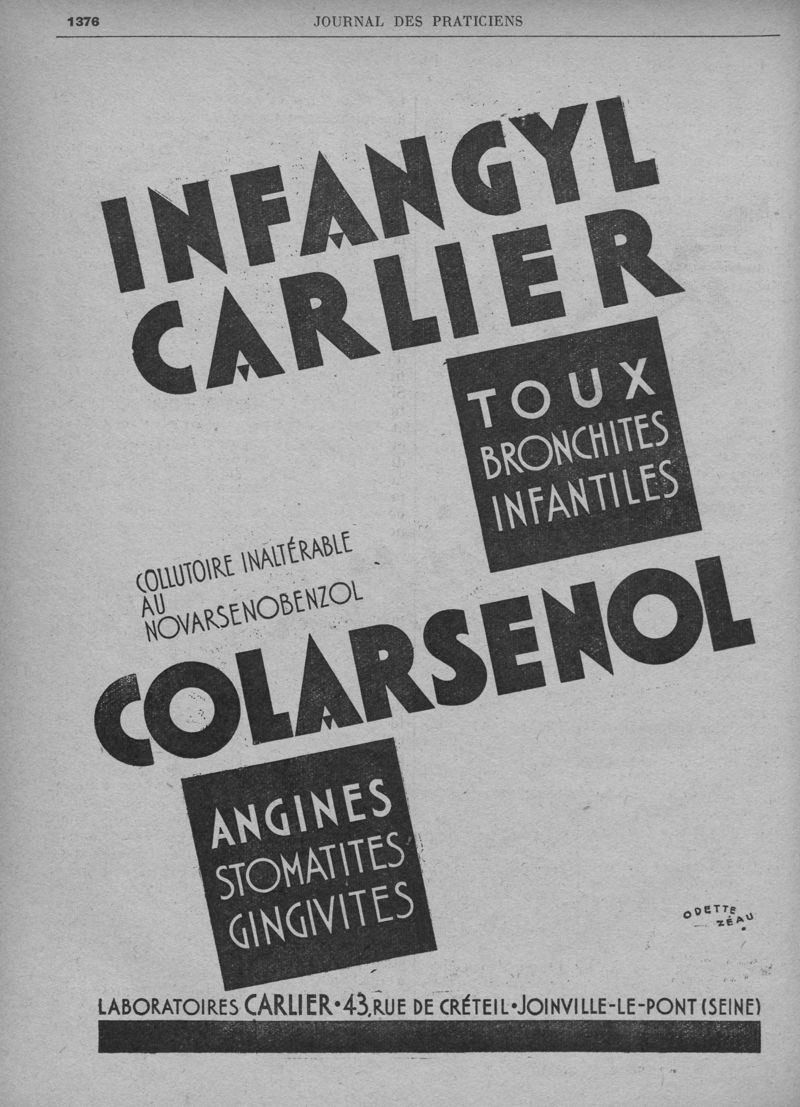 1376
JOURNAL DES PRATICIENS
INFANGYL
CARLIER
TOUX
BRONCHITES
INFANTILES
COLLUTOIRE INALTÉRABLE
AU
NOVARSENOBENZOL
COLARSENOL
ANGINES
STOMATITES
GINGIVITES
ODETTE
ZÉAU
LABORATOIRES CARLIER•43,RUE DE CRÉTEIL•JOINVILLE-LE-PONT (SEINE)